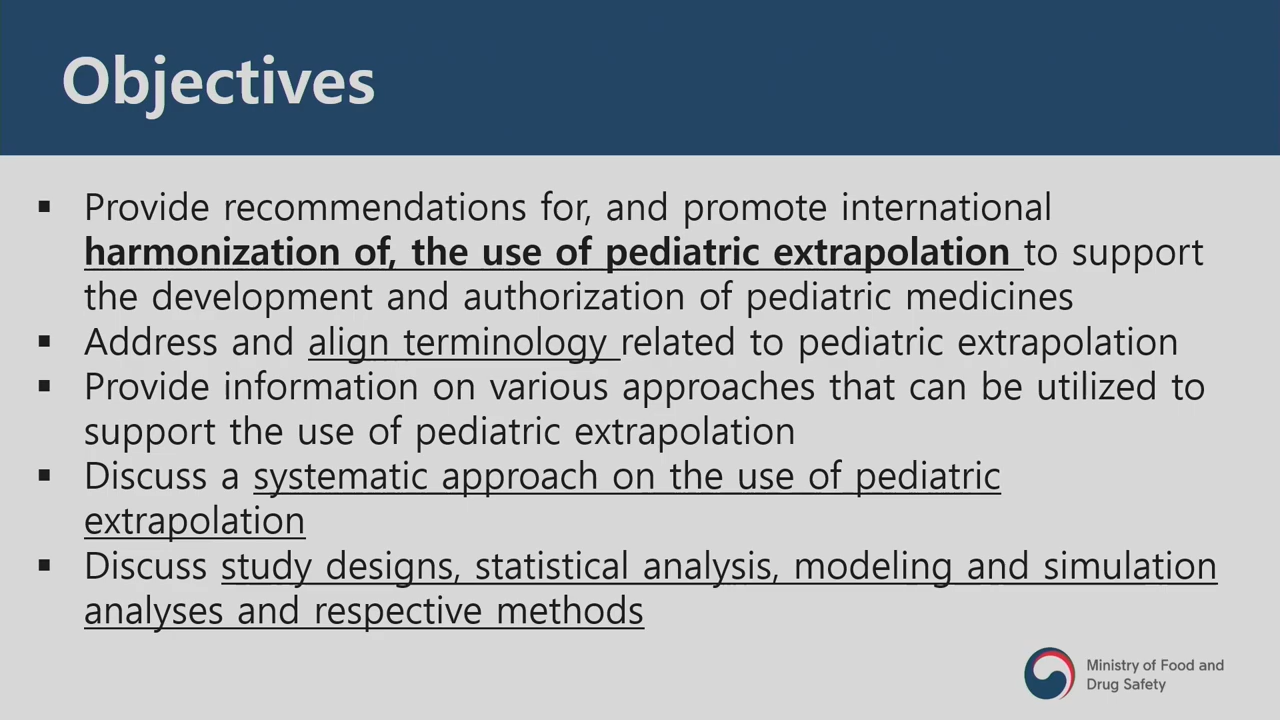 Objectives
▪ Provide recommendations for, and promote international
harmonization of, the use of pediatric extrapolation to support
the development and authorization of pediatric medicines
▪ Address and align terminology related to pediatric extrapolation
▪ Provide information on various approaches that can be utilized to
support the use of pediatric extrapolation
▪ Discuss a systematic approach on the use of pediatric
extrapolation
▪ Discuss study designs, statistical analysis, modeling and simulation
analyses and respective methods
Ministry of Food and
Drug Safety